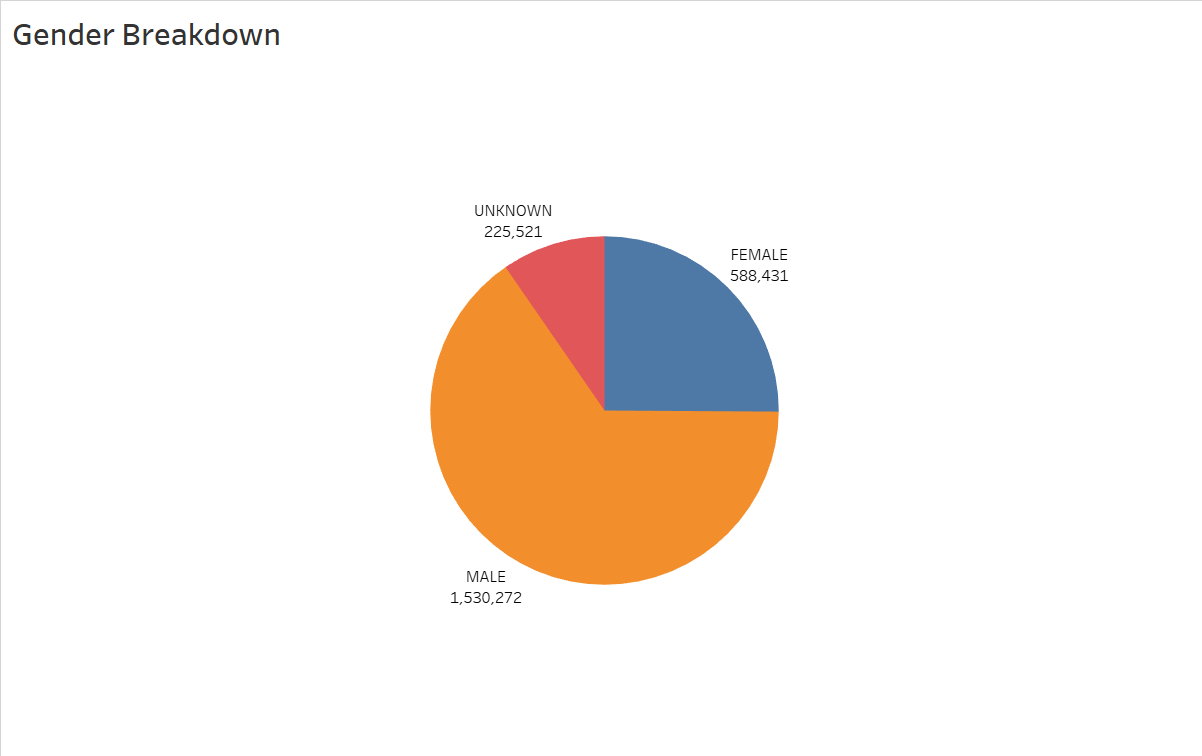 Gender Breakdown
UNKNOWN
225,521
FEMALE
588,431
MALE
1,530,272